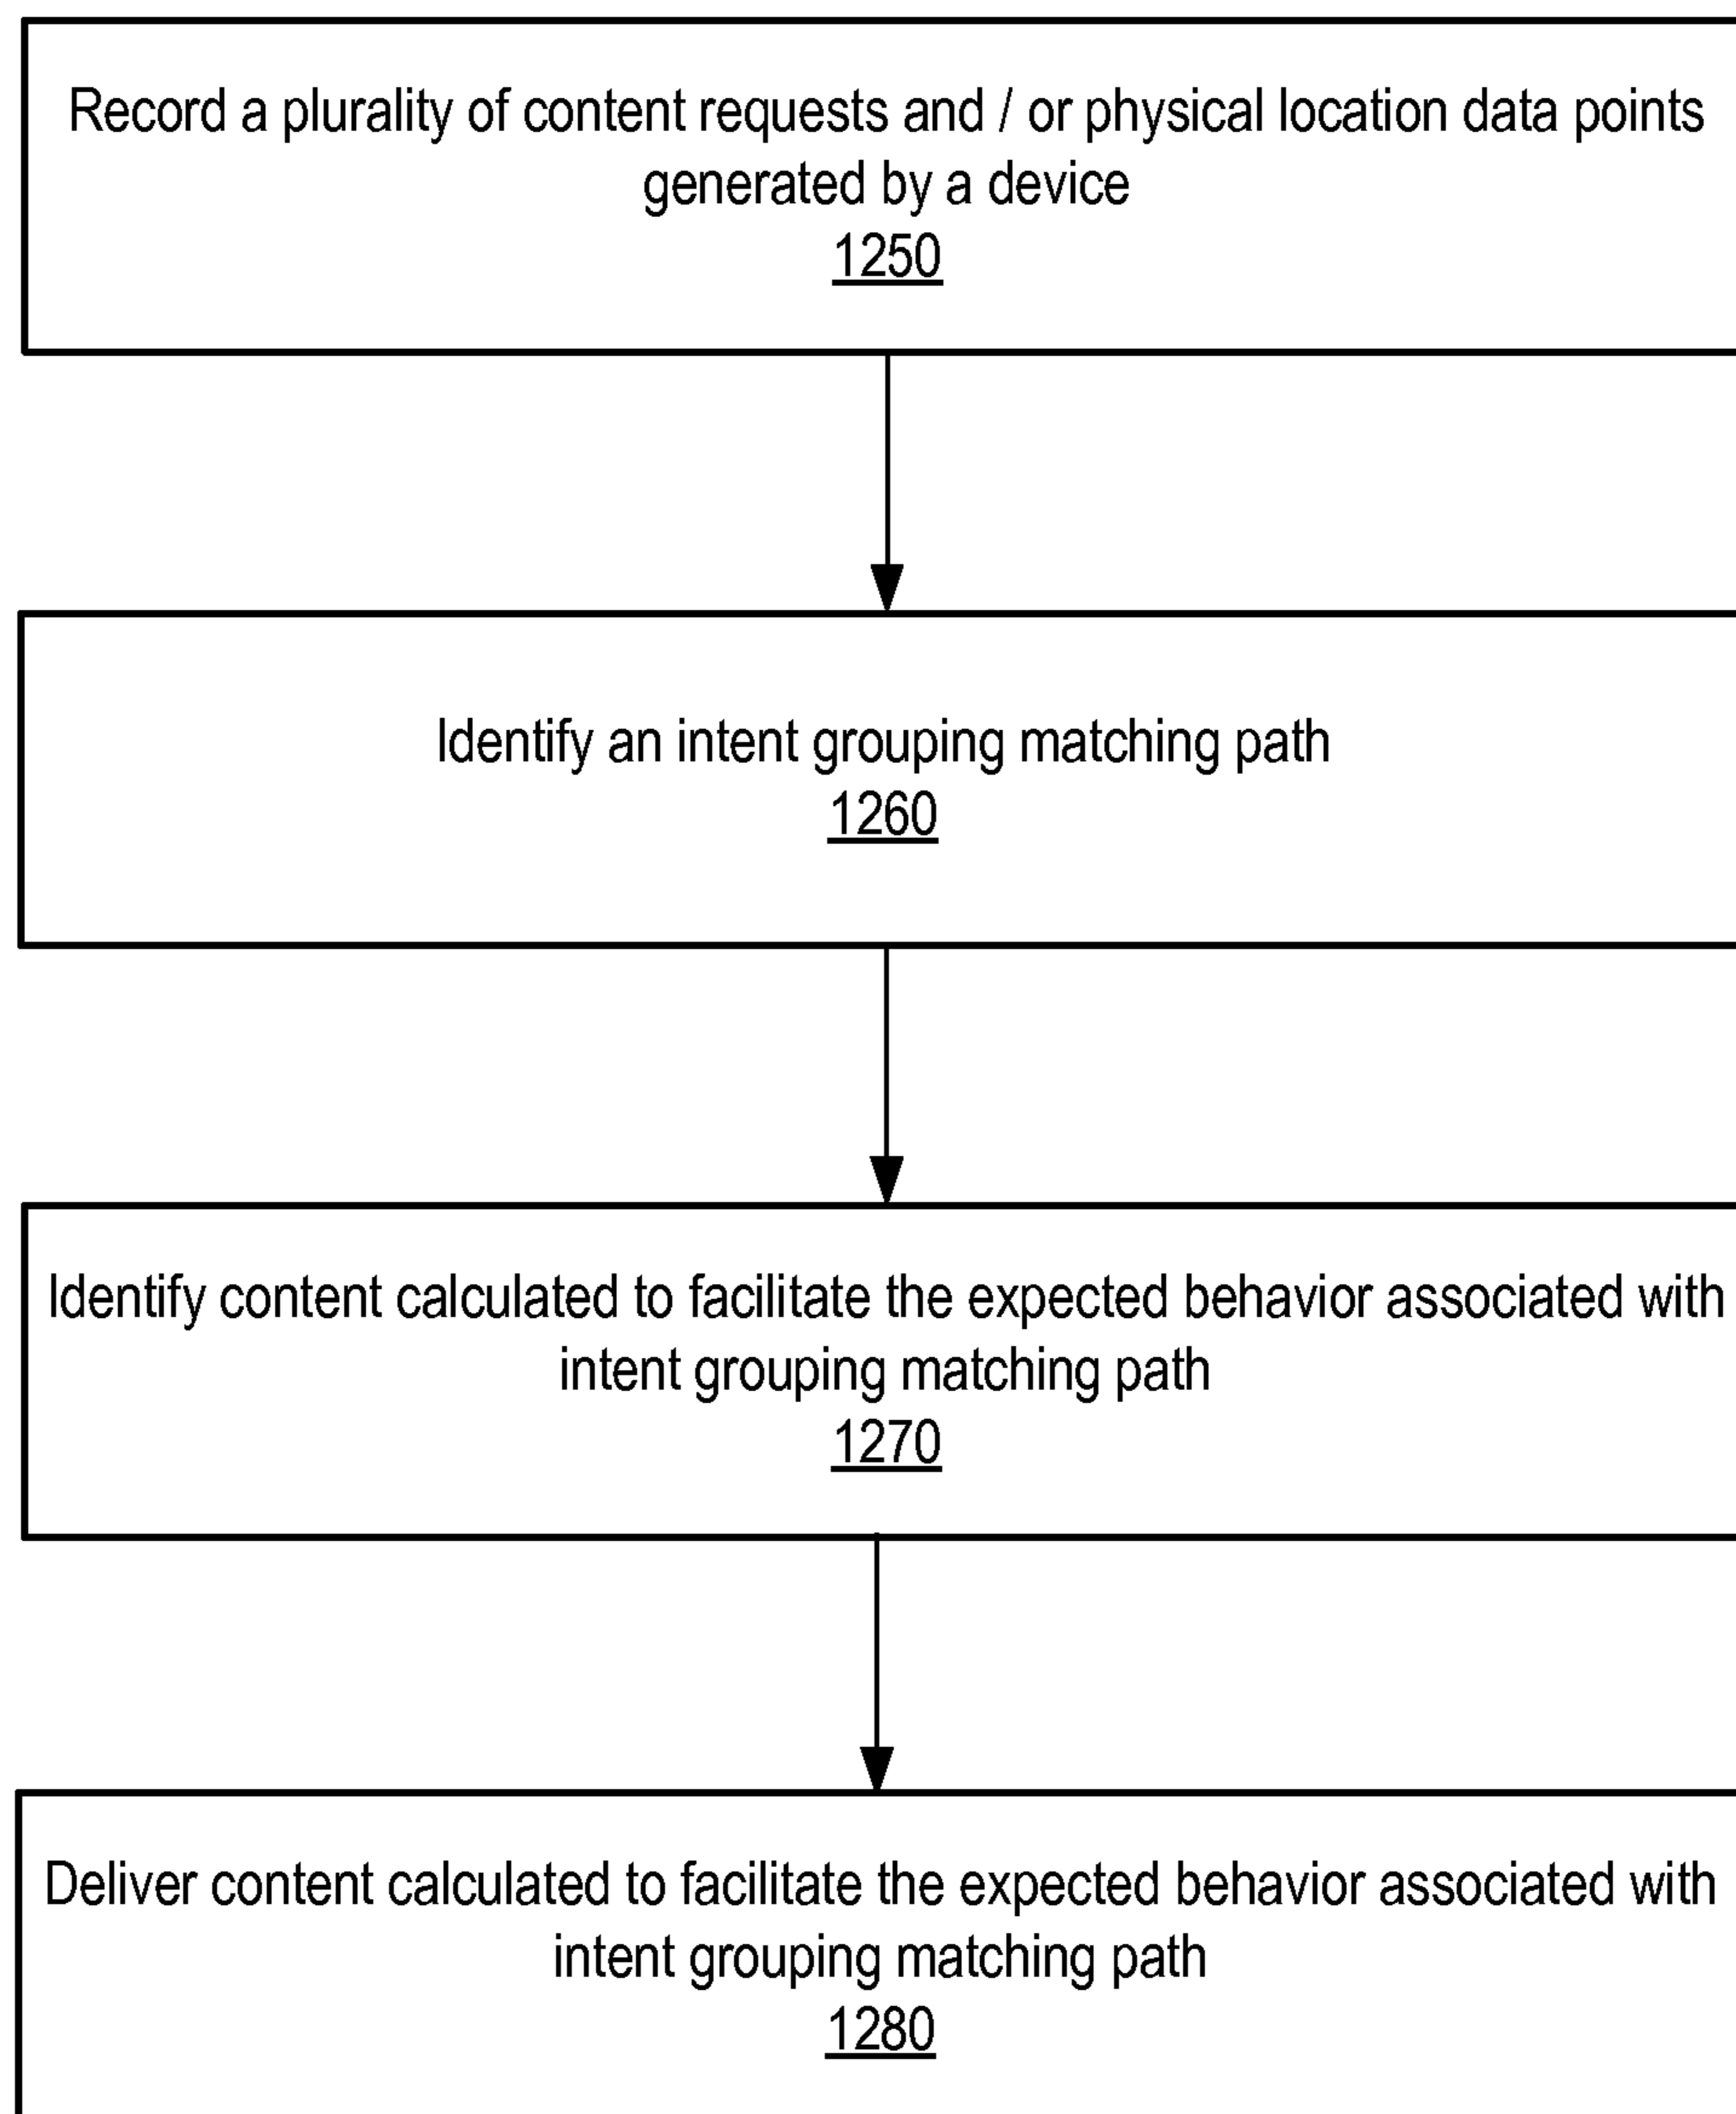 Record a plurality of content requests and / or physical location data points
generated by a device
1250
Identify an intent grouping matching path
1260
Identify content calculated to facilitate the expected behavior associated with
intent grouping matching path
1270
Deliver content calculated to facilitate the expected behavior associated with
intent grouping matching path
1280